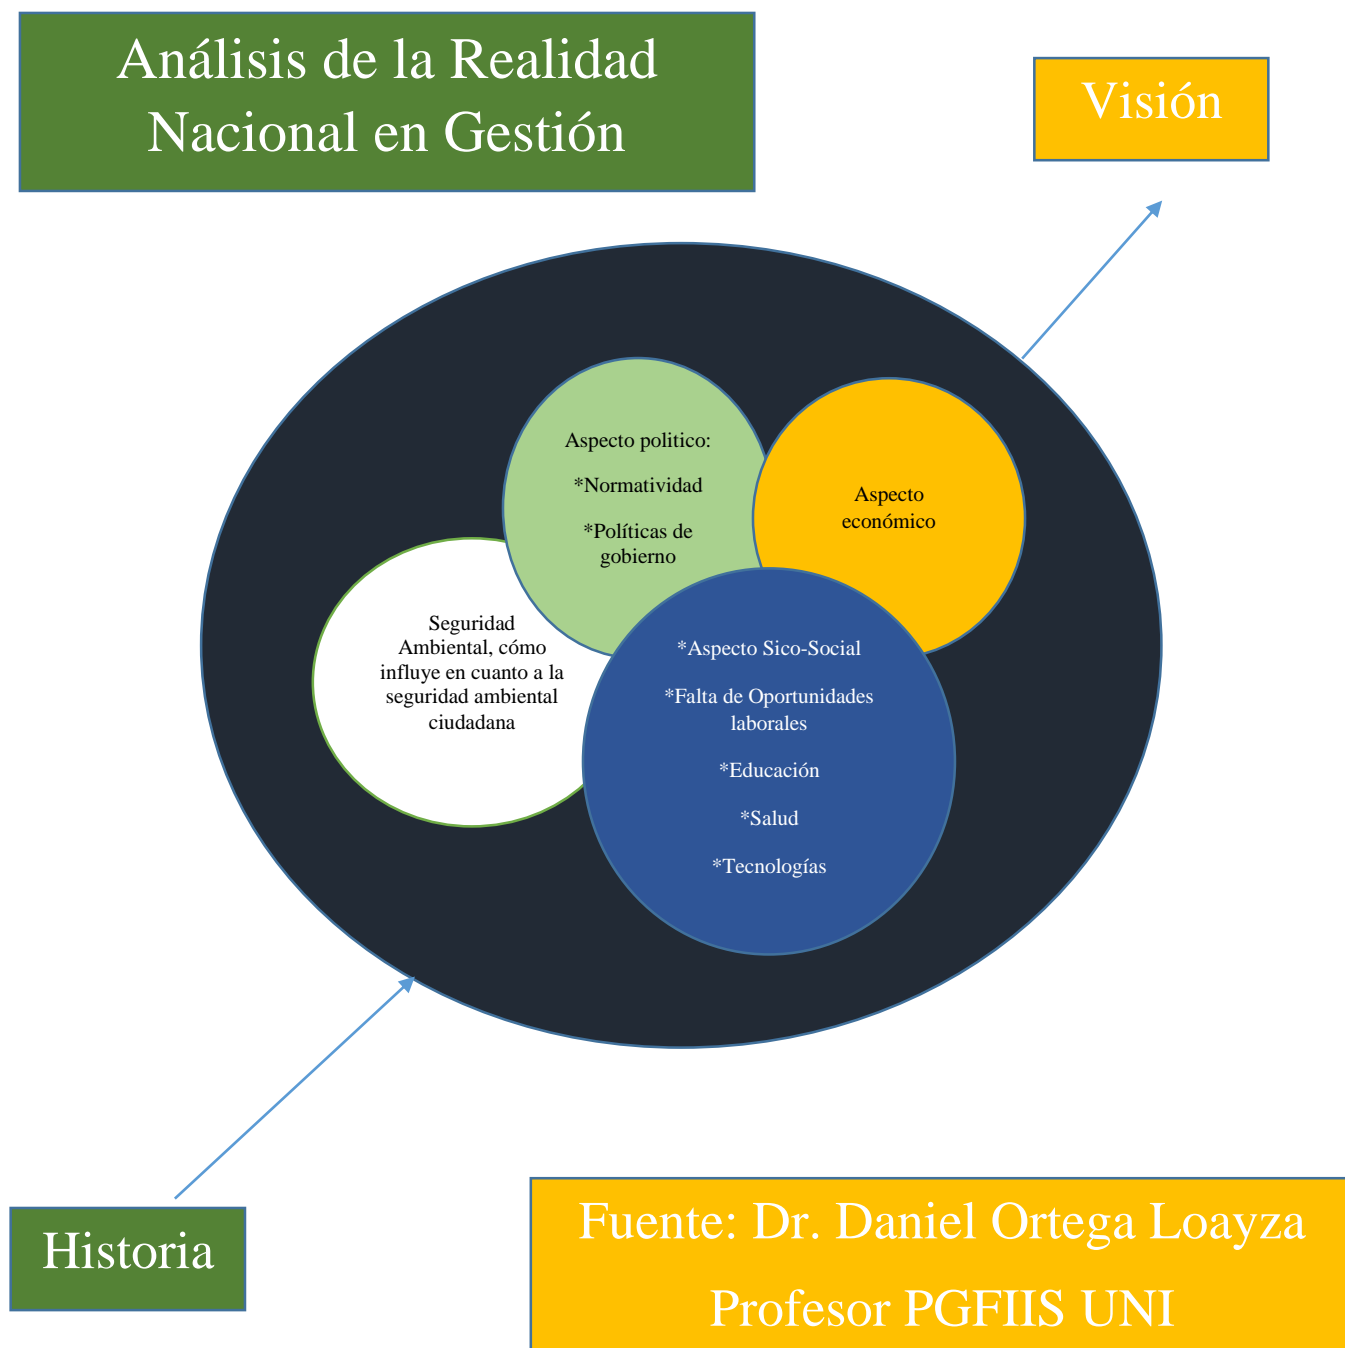 Análisis de la Realidad
Nacional en Gestión
Visión
Aspecto politico:
*Normatividad
*Políticas de
gobierno
Aspecto
económico
Seguridad
Ambiental, cómo
influye en cuanto a la
seguridad ambiental
ciudadana
*Aspecto Sico-Social
*Falta de Oportunidades
laborales
*Educación
*Salud
*Tecnologías
Historia
Fuente: Dr. Daniel Ortega Loayza
Profesor PGFIIS UNI